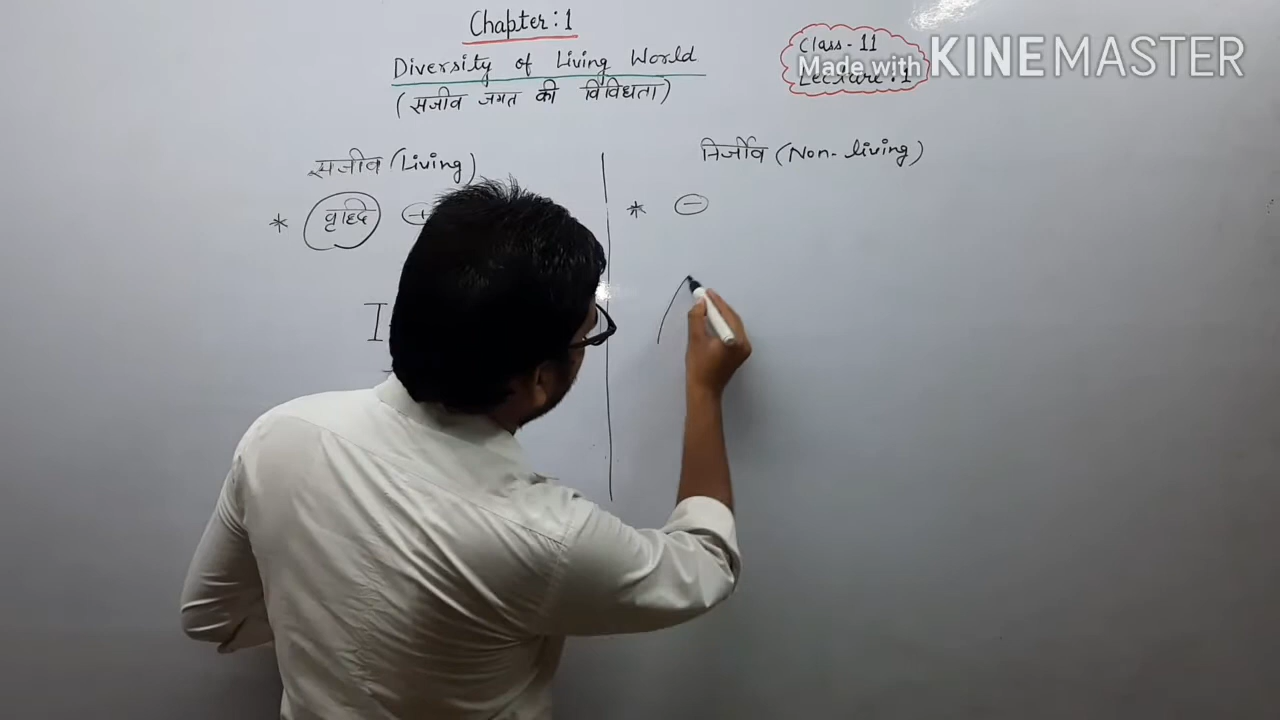 Chapter : 1
Diversity of Living World
(सजीव जगत की विविधता)
Class - 11
Lecture : 1
Made with KINEMASTER
सजीव (Living)
निर्जीव (Non-living)
* वृद्धि +
* -
I